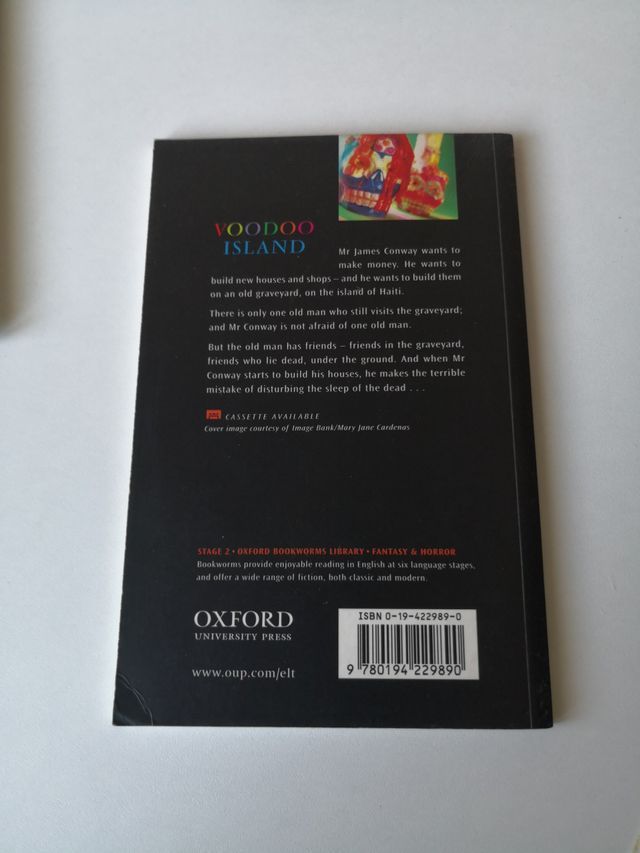 VOODOO
ISLAND
Mr James Conway wants to
make money. He wants to
build new houses and shops – and he wants to build them
on an old graveyard, on the island of Haiti.
There is only one old man who still visits the graveyard;
and Mr Conway is not afraid of one old man.
But the old man has friends – friends in the graveyard,
friends who lie dead, under the ground. And when Mr
Conway starts to build his houses, he makes the terrible
mistake of disturbing the sleep of the dead . . .
CASSETTE AVAILABLE
Cover image courtesy of Image Bank/Mary Jane Cardenas
STAGE 2 • OXFORD BOOKWORMS LIBRARY • FANTASY & HORROR
Bookworms provide enjoyable reading in English at six language stages,
and offer a wide range of fiction, both classic and modern.
OXFORD
UNIVERSITY PRESS
www.oup.com/elt
ISBN 0-19-422989-0
9 780194 229890